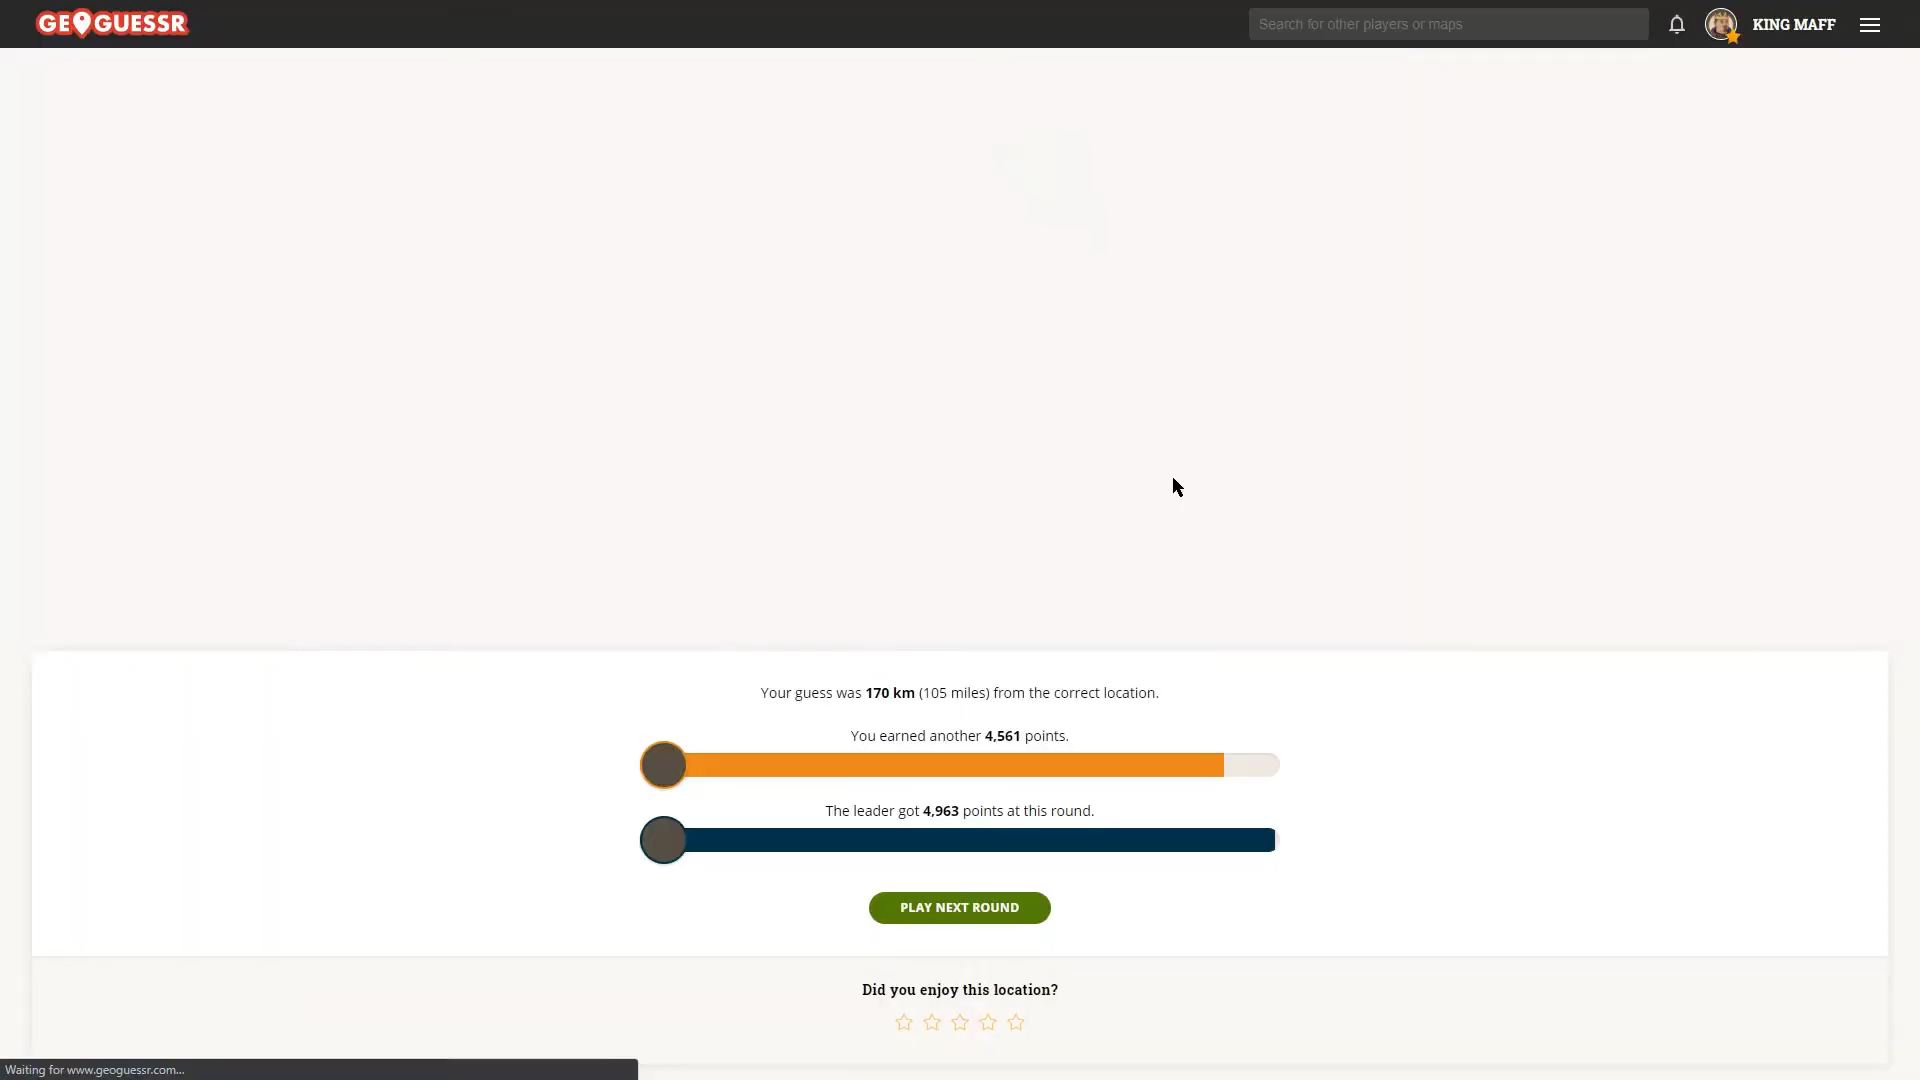 GEOGUESSR
Search for other players or maps
KING MAFF
Your guess was 170 km (105 miles) from the correct location.
You earned another 4,561 points.
The leader got 4,963 points at this round.
PLAY NEXT ROUND
Did you enjoy this location?
Waiting for www.geoguessr.com...